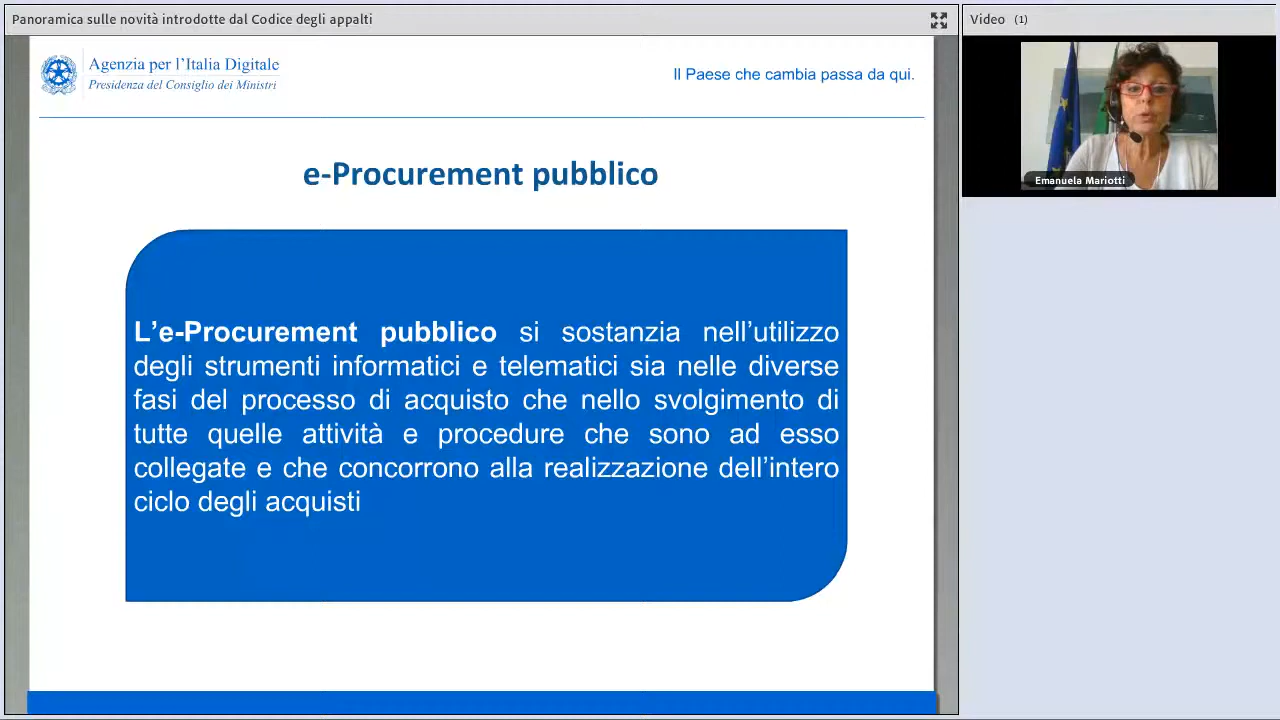 Panoramica sulle novità introdotte dal Codice degli appalti
Video (1)
Agenzia per l'Italia Digitale
Presidenza del Consiglio dei Ministri
Il Paese che cambia passa da qui.
Emanuela Mariotti
e-Procurement pubblico
L'e-Procurement pubblico si sostanzia nell'utilizzo
degli strumenti informatici e telematici sia nelle diverse
fasi del processo di acquisto che nello svolgimento di
tutte quelle attività e procedure che sono ad esso
collegate e che concorrono alla realizzazione dell'intero
ciclo degli acquisti